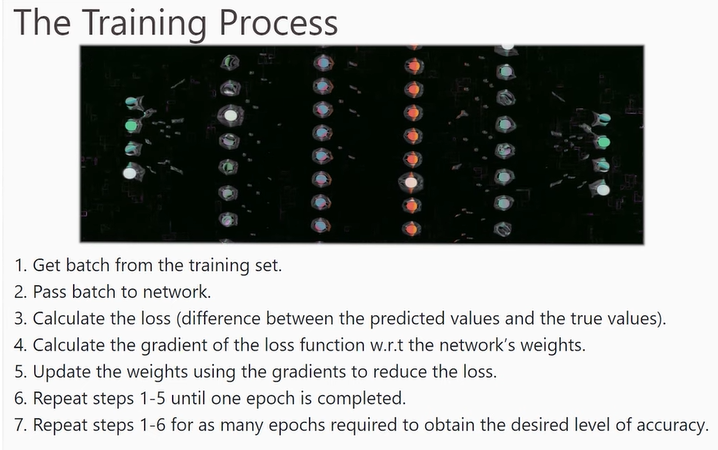 The Training Process
1. Get batch from the training set.
2. Pass batch to network.
3. Calculate the loss (difference between the predicted values and the true values).
4. Calculate the gradient of the loss function w.r.t the network's weights.
5. Update the weights using the gradients to reduce the loss.
6. Repeat steps 1-5 until one epoch is completed.
7. Repeat steps 1-6 for as many epochs required to obtain the desired level of accuracy.